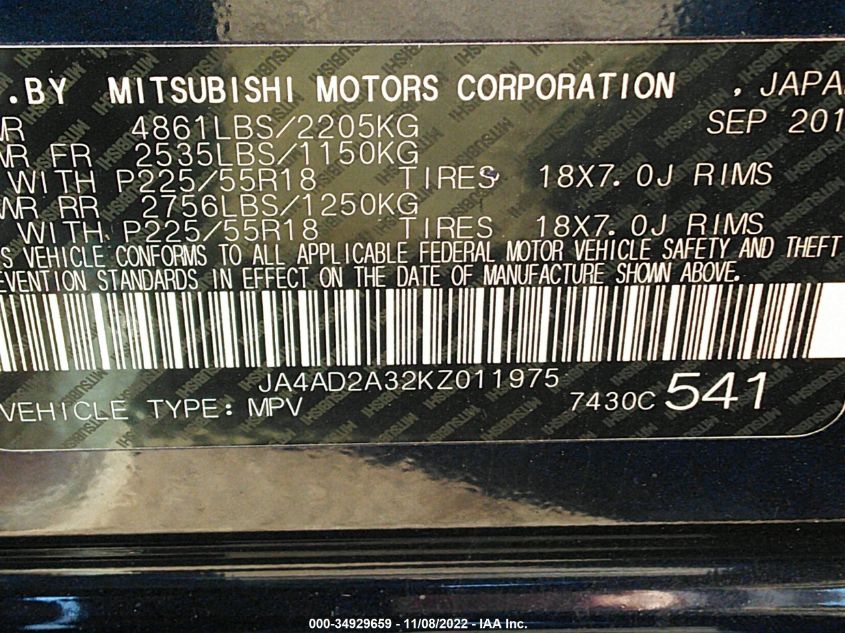 .BY MITSUBISHI MOTORS CORPORATION , JAPA
WR 4861LBS/2205KG SEP 201
WR FR 2535LBS/1150KG
WITH P225/55R18 TIRES 18X7.0J RIMS
WR RR 2756LBS/1250KG
WITH P225/55R18 TIRES 18X7.0J RIMS
S VEHICLE CONFORMS TO ALL APPLICABLE FEDERAL MOTOR VEHICLE SAFETY AND THEFT
EVENTION STANDARDS IN EFFECT ON THE DATE OF MANUFACTURE SHOWN ABOVE.
JA4AD2A32KZ011975
VEHICLE TYPE: MPV 7430C 541
000-34929659 - 11/08/2022 - IAA Inc.